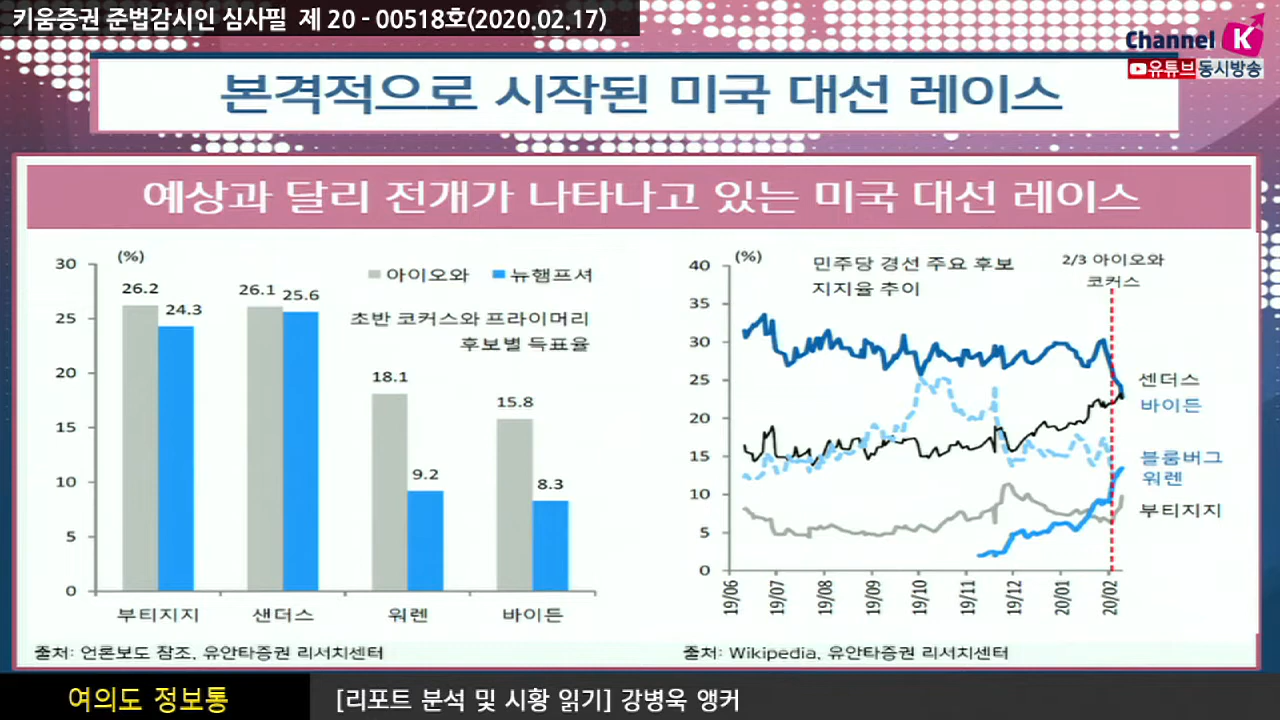 키움증권 준법감시인 심사필 제 20 - 00518호(2020.02.17)
Channel K
유튜브 동시방송
본격적으로 시작된 미국 대선 레이스
예상과 달리 전개가 나타나고 있는 미국 대선 레이스
(%)
아이오와 뉴햄프셔
초반 코커스와 프라이머리
후보별 득표율
30
25
20
15
10
5
0
26.2
24.3
26.1
25.6
18.1
9.2
15.8
8.3
부티지지 샌더스 워렌 바이든
출처: 언론보도 참조, 유안타증권 리서치센터
(%)
민주당 경선 주요 후보
지지율 추이
2/3 아이오와
코커스
40
35
30
25
20
15
10
5
0
센더스
바이든
블룸버그
워렌
부티지지
19/06 19/07 19/08 19/09 19/10 19/11 19/12 20/01 20/02
출처: Wikipedia, 유안타증권 리서치센터
여의도 정보통
[리포트 분석 및 시황 읽기] 강병욱 앵커